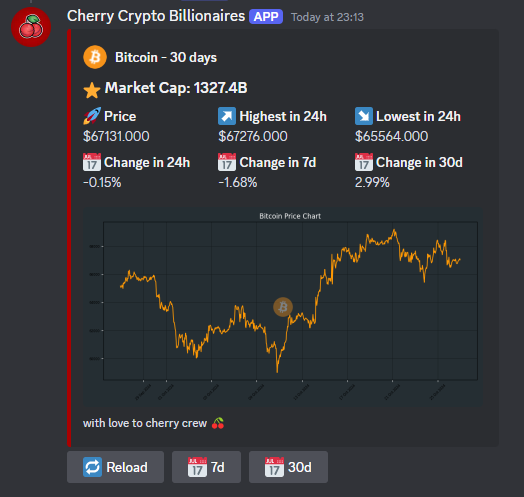 Cherry Crypto Billionaires APP Today at 23:13
Bitcoin - 30 days
Market Cap: 1327.4B
Price
Highest in 24h
Lowest in 24h
$67131.000
$67276.000
$65564.000
Change in 24h
Change in 7d
Change in 30d
-0.15%
-1.68%
2.99%
Bitcoin Price Chart
with love to cherry crew
Reload
7d
30d